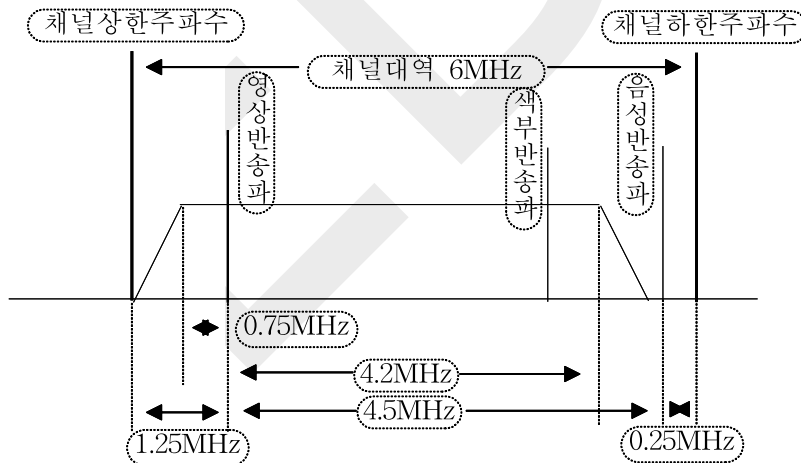 채널상한주파수
채널하한주파수
채널대역 6MHz
영상반송파
색부반송파
음성반송파
0.75MHz
4.2MHz
4.5MHz
1.25MHz
0.25MHz